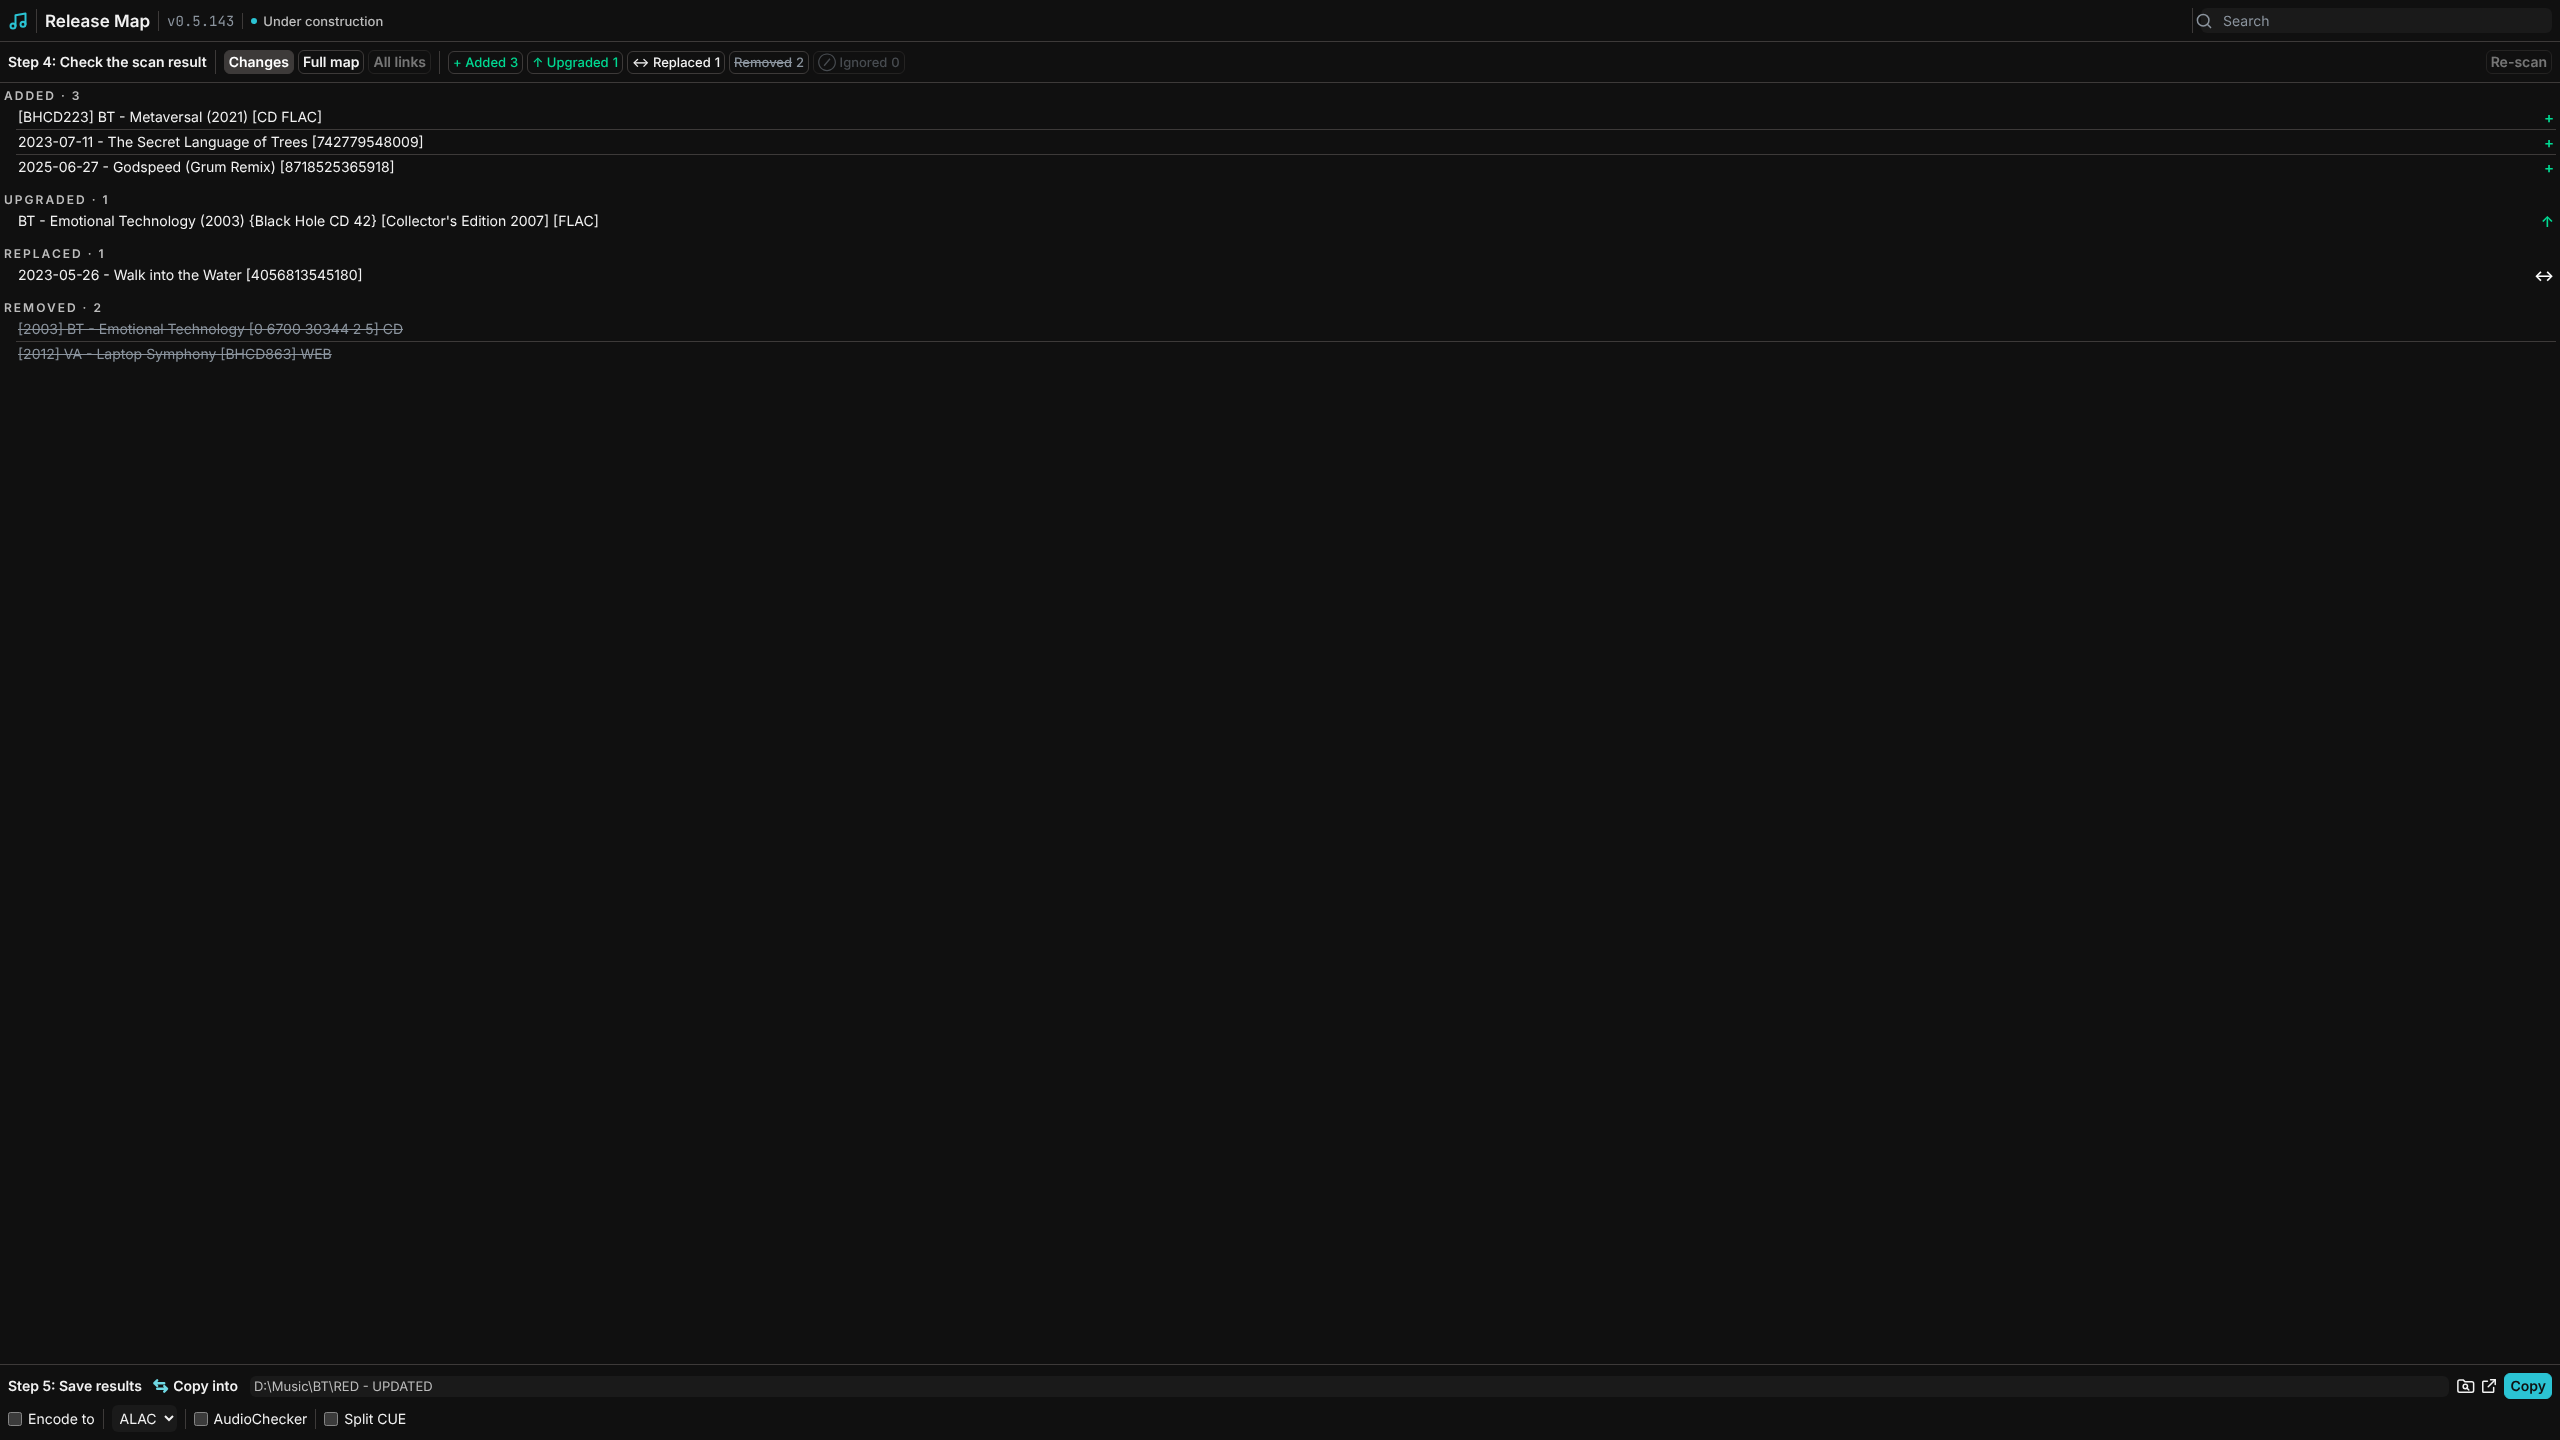 Release Map v0.5.143 Under construction Search
Step 4: Check the scan result Changes Full map All links + Added 3 ↑ Upgraded 1 ↔ Replaced 1 Removed 2 Ignored 0 Re-scan
ADDED · 3
[BHCD223] BT - Metaversal (2021) [CD FLAC] +
2023-07-11 - The Secret Language of Trees [742779548009] +
2025-06-27 - Godspeed (Grum Remix) [8718525365918] +
UPGRADED · 1
BT - Emotional Technology (2003) {Black Hole CD 42} [Collector's Edition 2007] [FLAC] ↑
REPLACED · 1
2023-05-26 - Walk into the Water [4056813545180] ↔
REMOVED · 2
[2003] BT - Emotional Technology [0 6700 30344 2 5] CD
[2012] VA - Laptop Symphony [BHCD863] WEB
Step 5: Save results Copy into D:\Music\BT\RED - UPDATED Copy
Encode to ALAC AudioChecker Split CUE